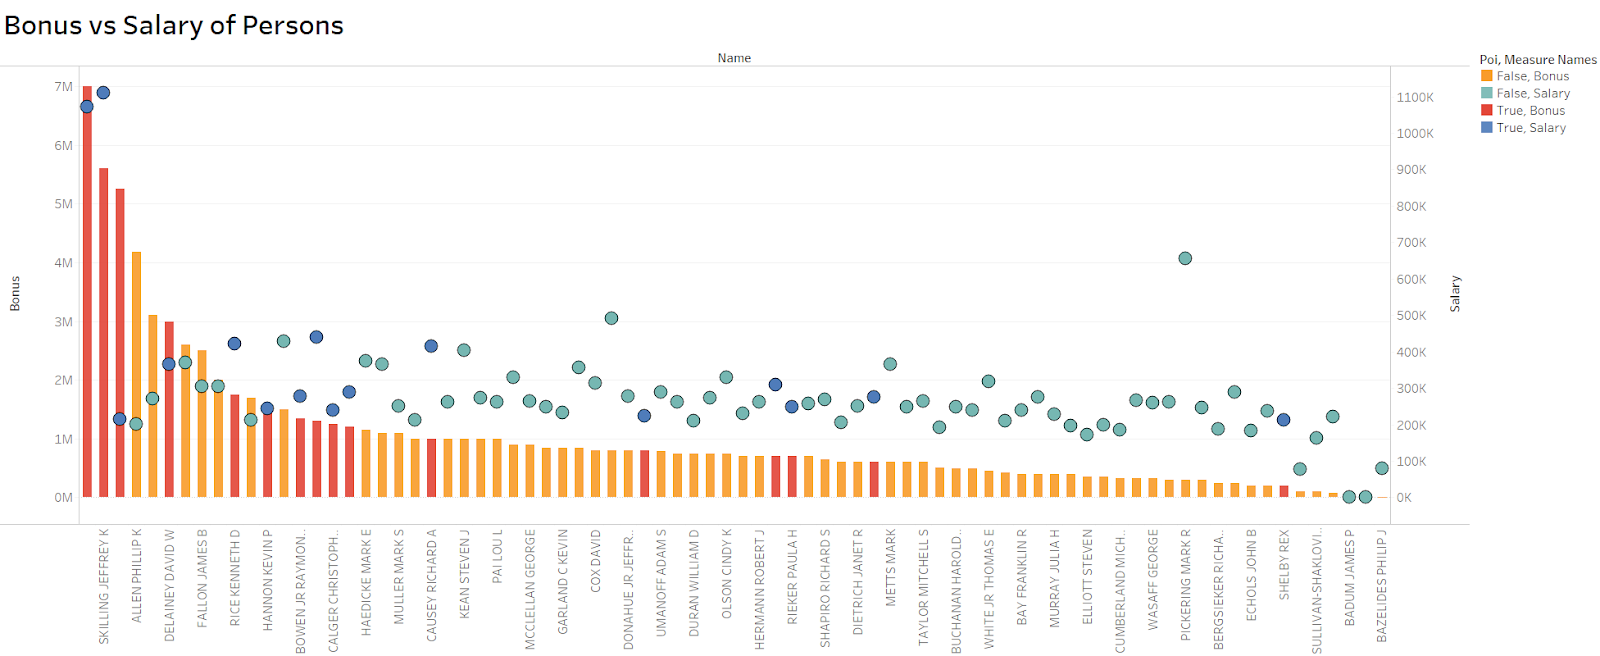 Bonus vs Salary of Persons
Name
Poi, Measure Names
False, Bonus
False, Salary
True, Bonus
True, Salary
7M
6M
5M
4M
3M
2M
1M
0M
Bonus
1100K
1000K
900K
800K
700K
600K
500K
400K
300K
200K
100K
0K
Salary
SKILLING JEFFREY K
ALLEN PHILLIP K
DELAINEY DAVID W
FALLON JAMES B
RICE KENNETH D
HANNON KEVIN P
BOWEN JR RAYMON..
CALGER CHRISTOPH..
HAEDICKE MARK E
MULLER MARK S
CAUSEY RICHARD A
KEAN STEVEN J
PAI LOU L
MCCLELLAN GEORGE
GARLAND C KEVIN
COX DAVID
DONAHUE JR JEFFR..
UMANOFF ADAM S
DURAN WILLIAM D
OLSON CINDY K
HERMANN ROBERT J
RIEKER PAULA H
SHAPIRO RICHARD S
DIETRICH JANET R
METTS MARK
TAYLOR MITCHELL S
BUCHANAN HAROLD..
WHITE JR THOMAS E
BAY FRANKLIN R
MURRAY JULIA H
ELLIOTT STEVEN
CUMBERLAND MICH..
WASAFF GEORGE
PICKERING MARK R
BERGSIEKER RICHA..
ECHOLS JOHN B
SHELBY REX
SULLIVAN-SHAKLOVI..
BADUM JAMES P
BAZELIDES PHILIP J